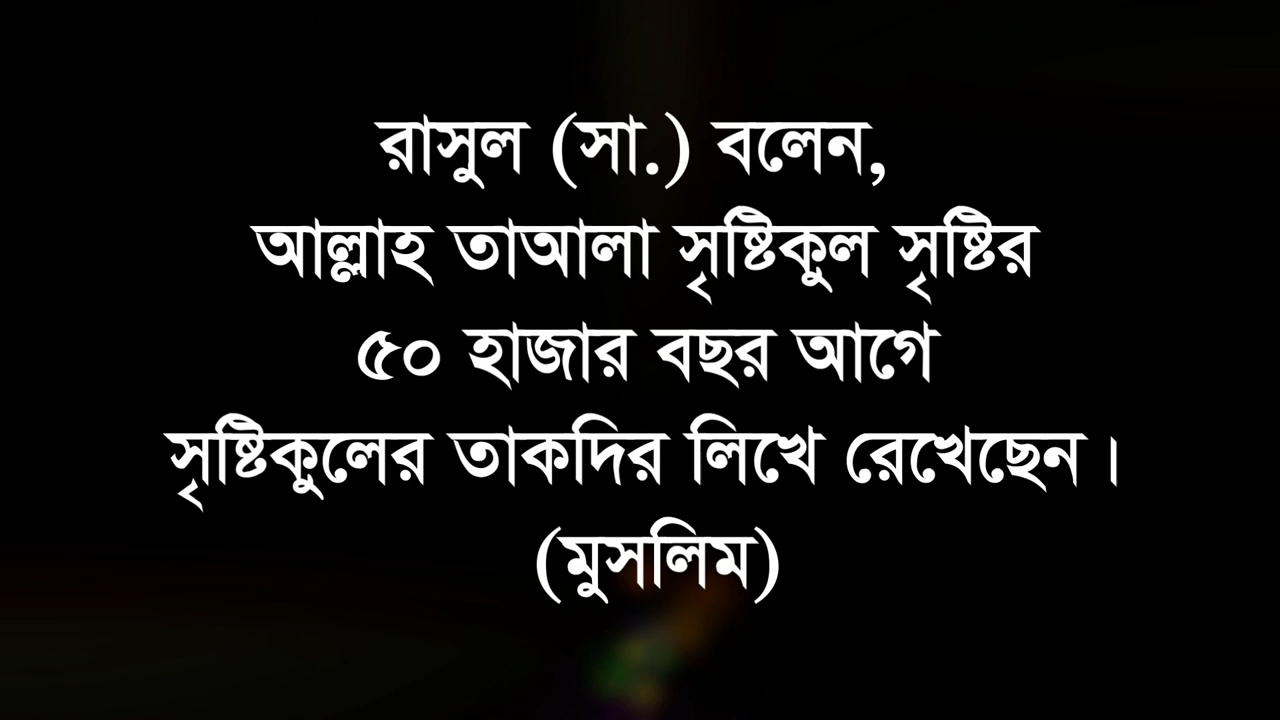 রাসুল (সা.) বলেন,
আল্লাহ তাআলা সৃষ্টিকুল সৃষ্টির
৫০ হাজার বছর আগে
সৃষ্টিকুলের তাকদির লিখে রেখেছেন।
(মুসলিম)